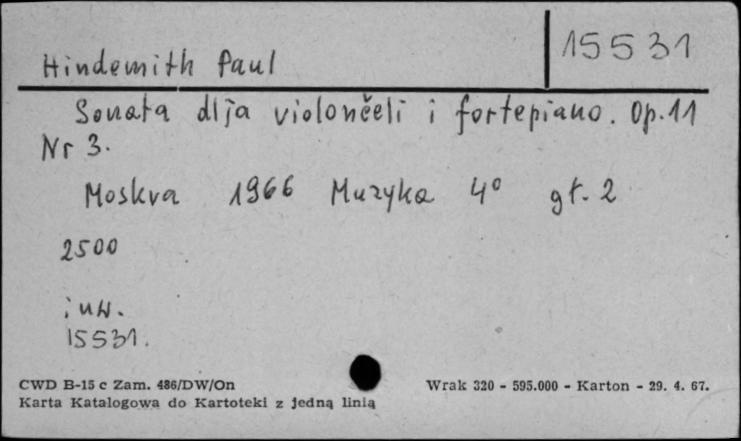 Hindemith Paul 15531
Sonata dlja violončeli i fortepiano. Op. 11
Nr 3.
Moskva 1966 Muzyka 4° gł. 2
2500
inw.
15531.
CWD B-15 c Zam. 486/DW/On Wrak 320 - 595.000 - Karton - 29. 4. 67.
Karta Katalogowa do Kartoteki z jedną linią